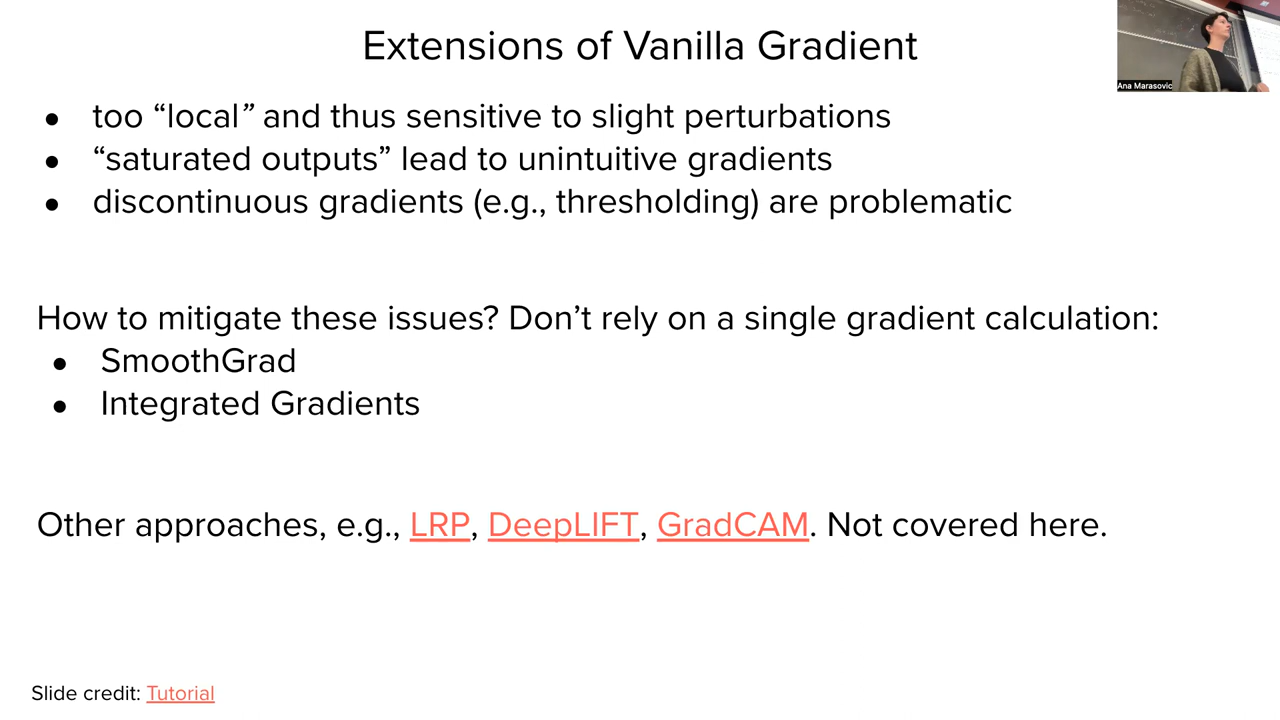 Extensions of Vanilla Gradient
Ana Marasovic
● too “local” and thus sensitive to slight perturbations
● “saturated outputs” lead to unintuitive gradients
● discontinuous gradients (e.g., thresholding) are problematic
How to mitigate these issues? Don’t rely on a single gradient calculation:
● SmoothGrad
● Integrated Gradients
Other approaches, e.g., LRP, DeepLIFT, GradCAM. Not covered here.
Slide credit: Tutorial